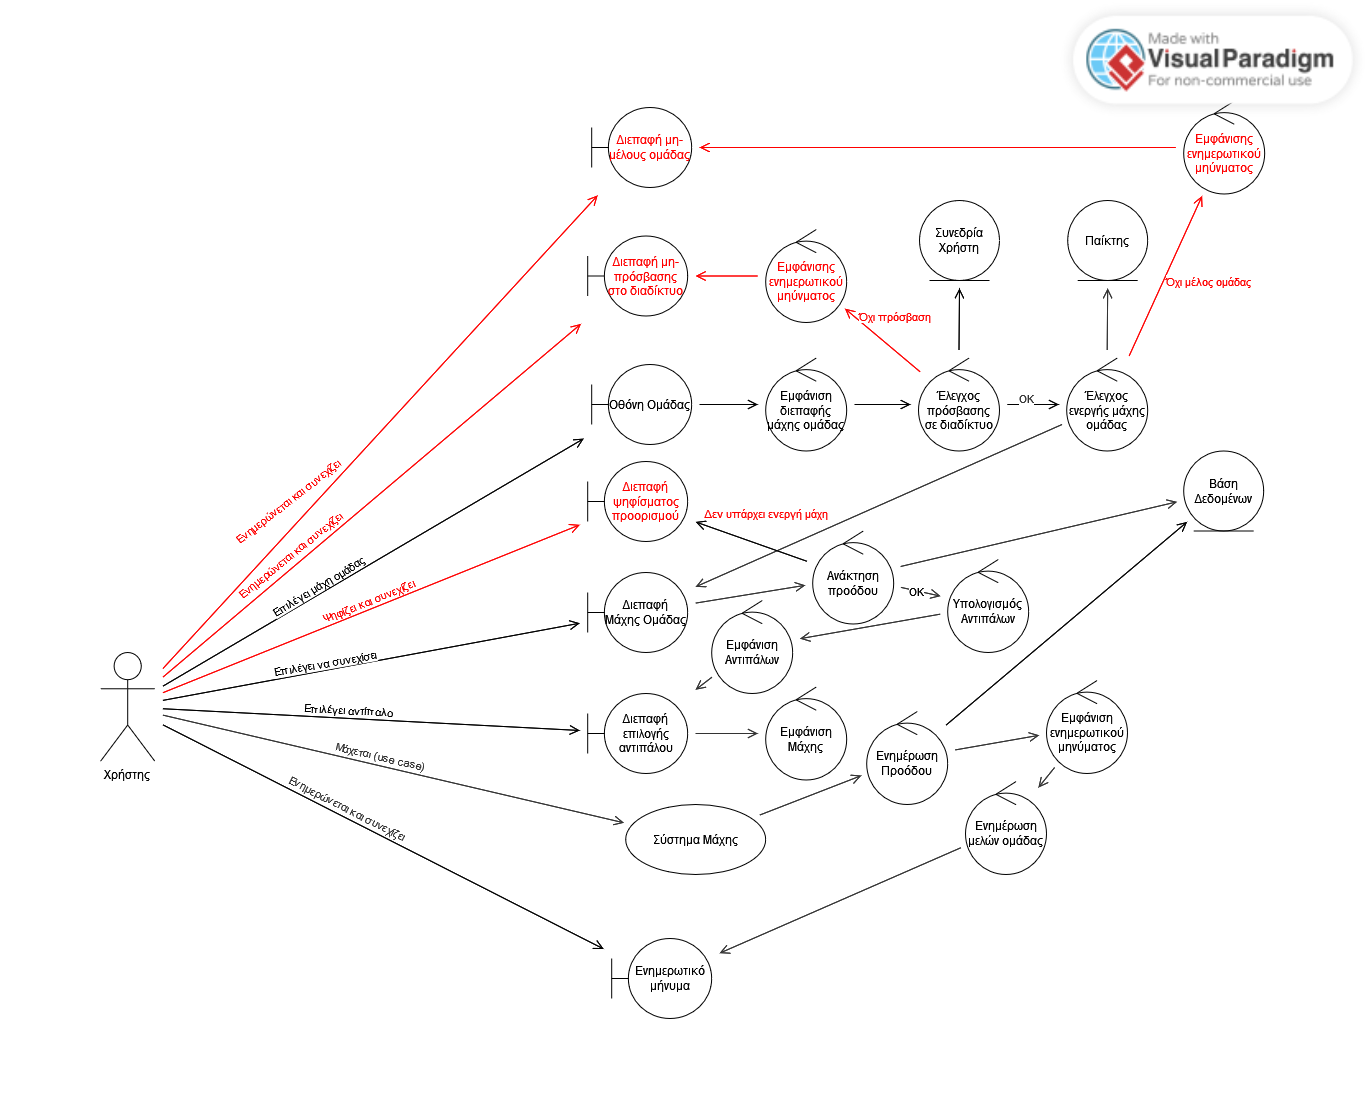 Made with
Visual Paradigm
For non-commercial use
Διεπαφή μη-
μέλους ομάδας
Εμφάνισης
ενημερωτικού
μηύνματος
Συνεδρία
Χρήστη
Παίκτης
Διεπαφή μη-
πρόσβασης
στο διαδίκτυο
Εμφάνισης
ενημερωτικού
μηύνματος
Όχι μέλος ομάδας
Όχι πρόσβαση
Οθόνη Ομάδας
Εμφάνιση
διεπαφής
μάχης ομάδας
Έλεγχος
πρόσβασης
σε διαδίκτυο
OK
Έλεγχος
ενεργής μάχης
ομάδας
Ενημερώνεται και συνεχίζει
Ενημερώνεται και συνεχίζει
Επιλέγει μάχη ομάδας
Διεπαφή
ψηφίσματος
προορισμού
Δεν υπάρχει ενεργή μάχη
Βάση
Δεδομένων
Ψηφίζει και συνεχίζει
Διεπαφή
Μάχης Ομάδας
Ανάκτηση
προόδου
OK
Υπολογισμός
Αντιπάλων
Εμφάνιση
Αντιπάλων
Επιλέγει να συνεχίσει
Επιλέγει αντίπαλο
Διεπαφή
επιλογής
αντιπάλου
Εμφάνιση
Μάχης
Ενημέρωση
Προόδου
Εμφάνιση
ενημερωτικού
μηνύματος
Χρήστης
Μάχεται (use case)
Ενημερώνεται και συνεχίζει
Σύστημα Μάχης
Ενημέρωση
μελών ομάδας
Ενημερωτικό
μήνυμα